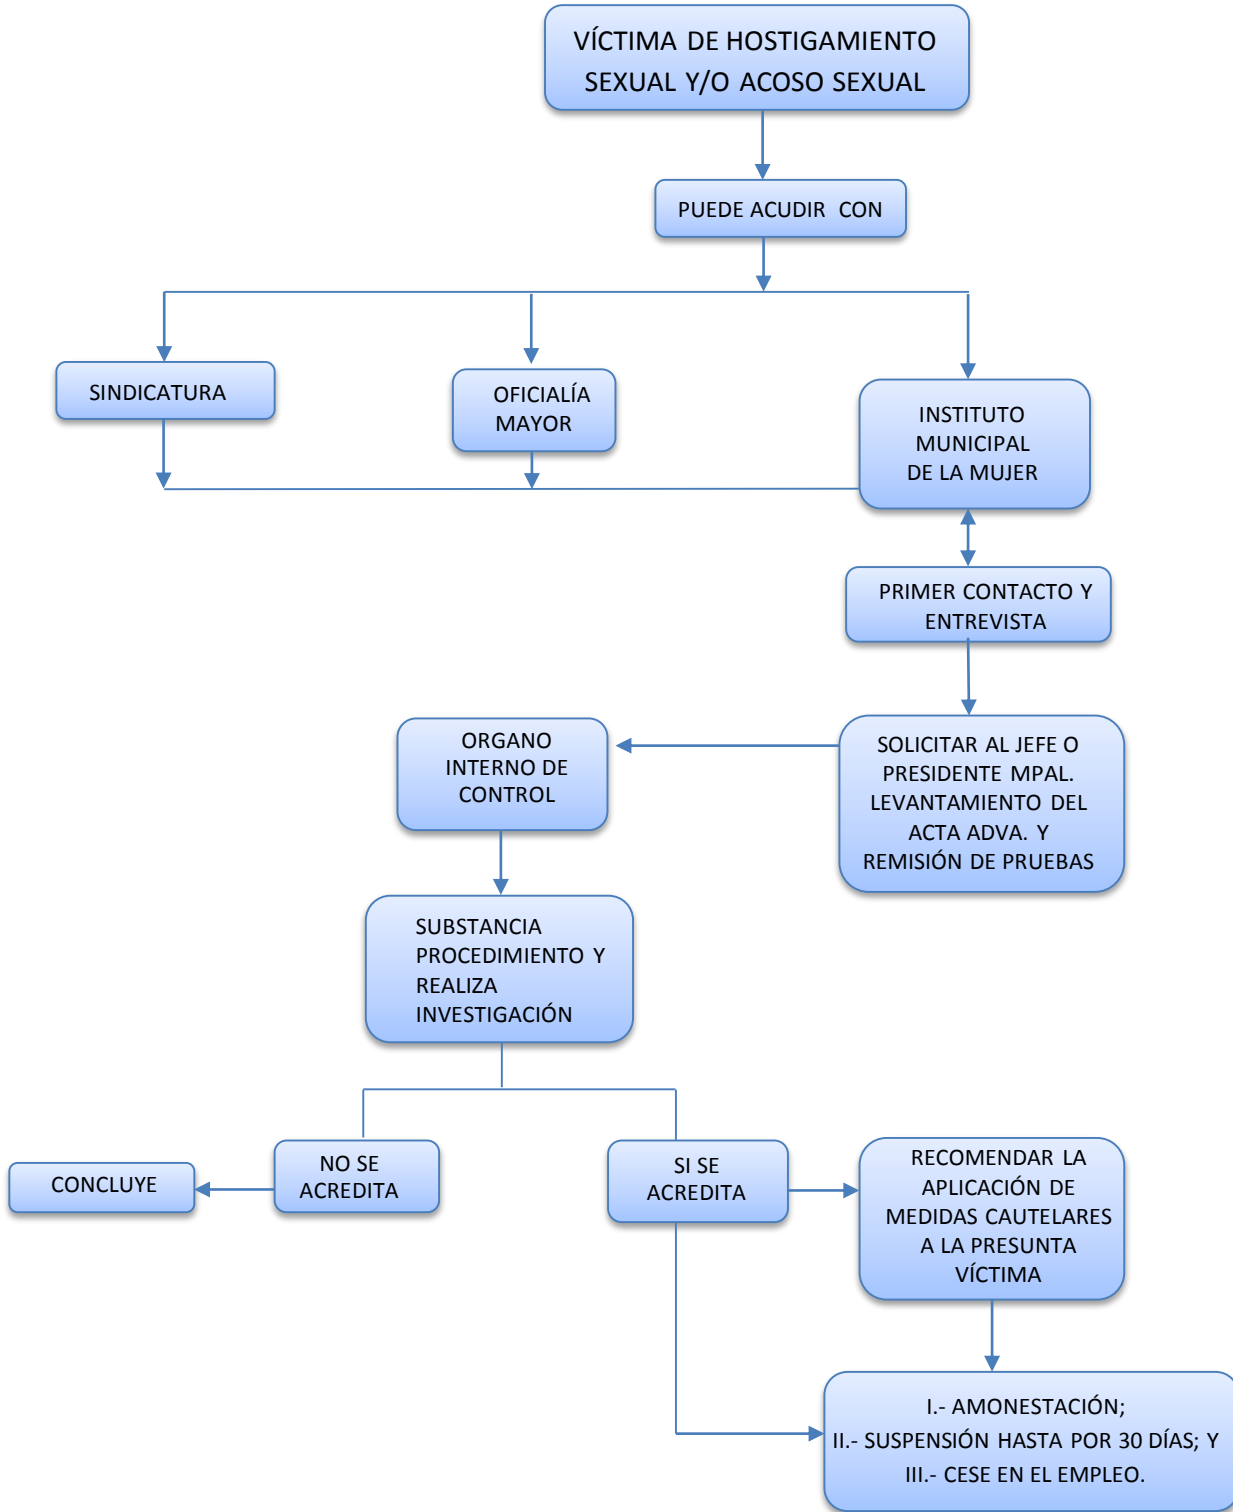 VÍCTIMA DE HOSTIGAMIENTO
SEXUAL Y/O ACOSO SEXUAL
PUEDE ACUDIR CON
SINDICATURA
OFICIALÍA
MAYOR
INSTITUTO
MUNICIPAL
DE LA MUJER
PRIMER CONTACTO Y
ENTREVISTA
SOLICITAR AL JEFE O
PRESIDENTE MPAL.
LEVANTAMIENTO DEL
ACTA ADVA. Y
REMISIÓN DE PRUEBAS
ORGANO
INTERNO DE
CONTROL
SUBSTANCIA
PROCEDIMIENTO Y
REALIZA
INVESTIGACIÓN
NO SE
ACREDITA
CONCLUYE
SI SE
ACREDITA
RECOMENDAR LA
APLICACIÓN DE
MEDIDAS CAUTELARES
A LA PRESUNTA
VÍCTIMA
I.- AMONESTACIÓN;
II.- SUSPENSIÓN HASTA POR 30 DÍAS; Y
III.- CESE EN EL EMPLEO.